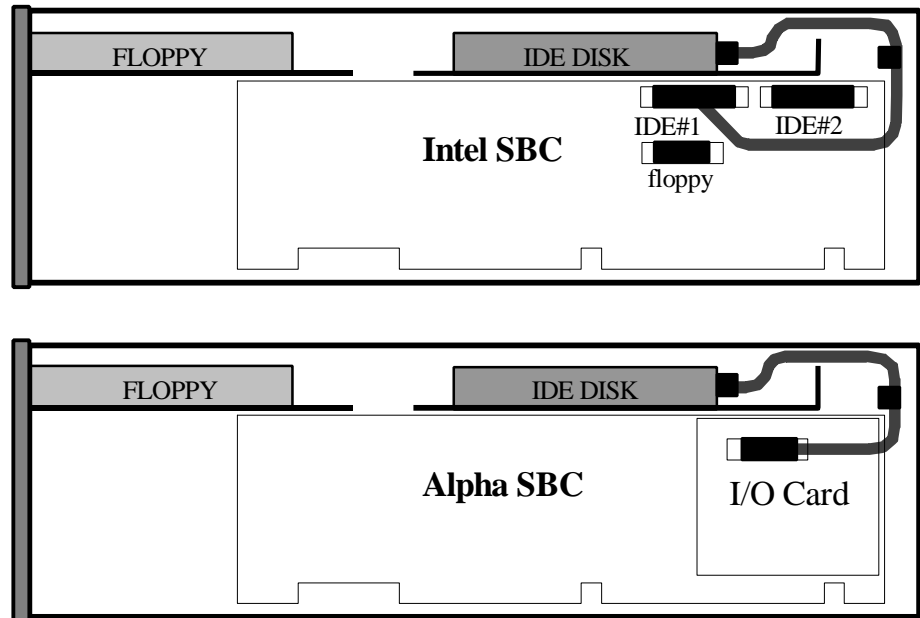 FLOPPY
IDE DISK
IDE#1
IDE#2
Intel SBC
floppy
FLOPPY
IDE DISK
Alpha SBC
I/O Card